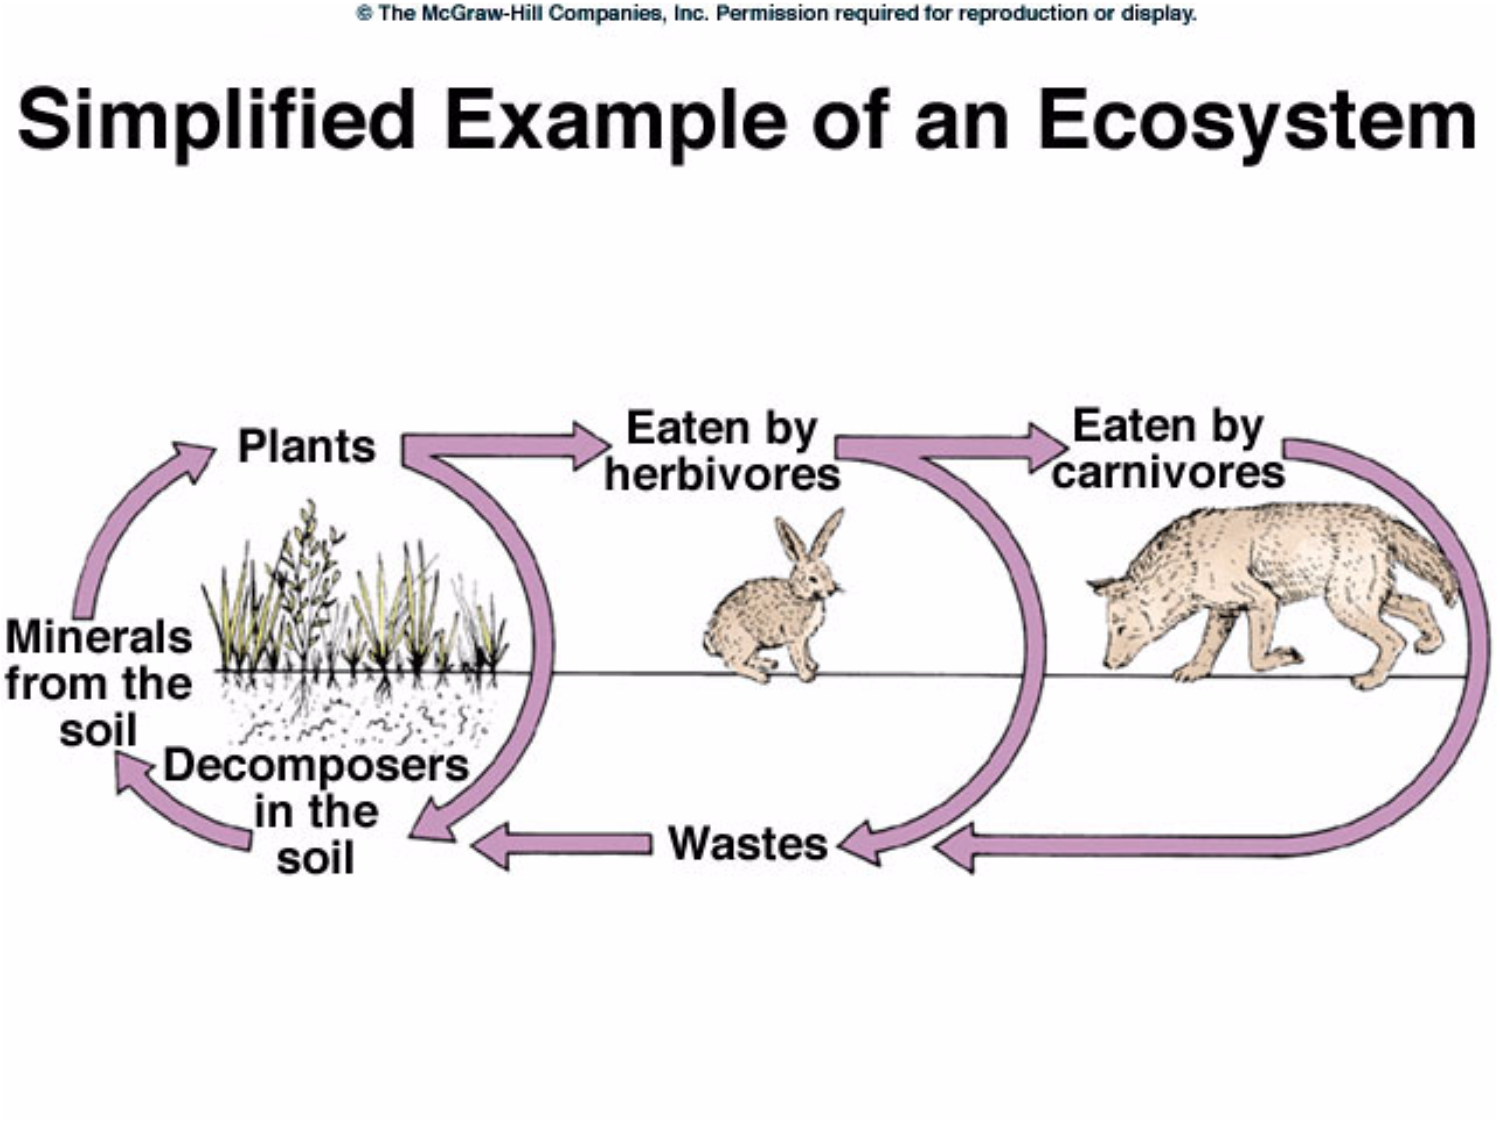 © The McGraw-Hill Companies, Inc. Permission required for reproduction or display.
Simplified Example of an Ecosystem
Plants
Eaten by
herbivores
Eaten by
carnivores
Minerals
from the
soil
Decomposers
in the
soil
Wastes